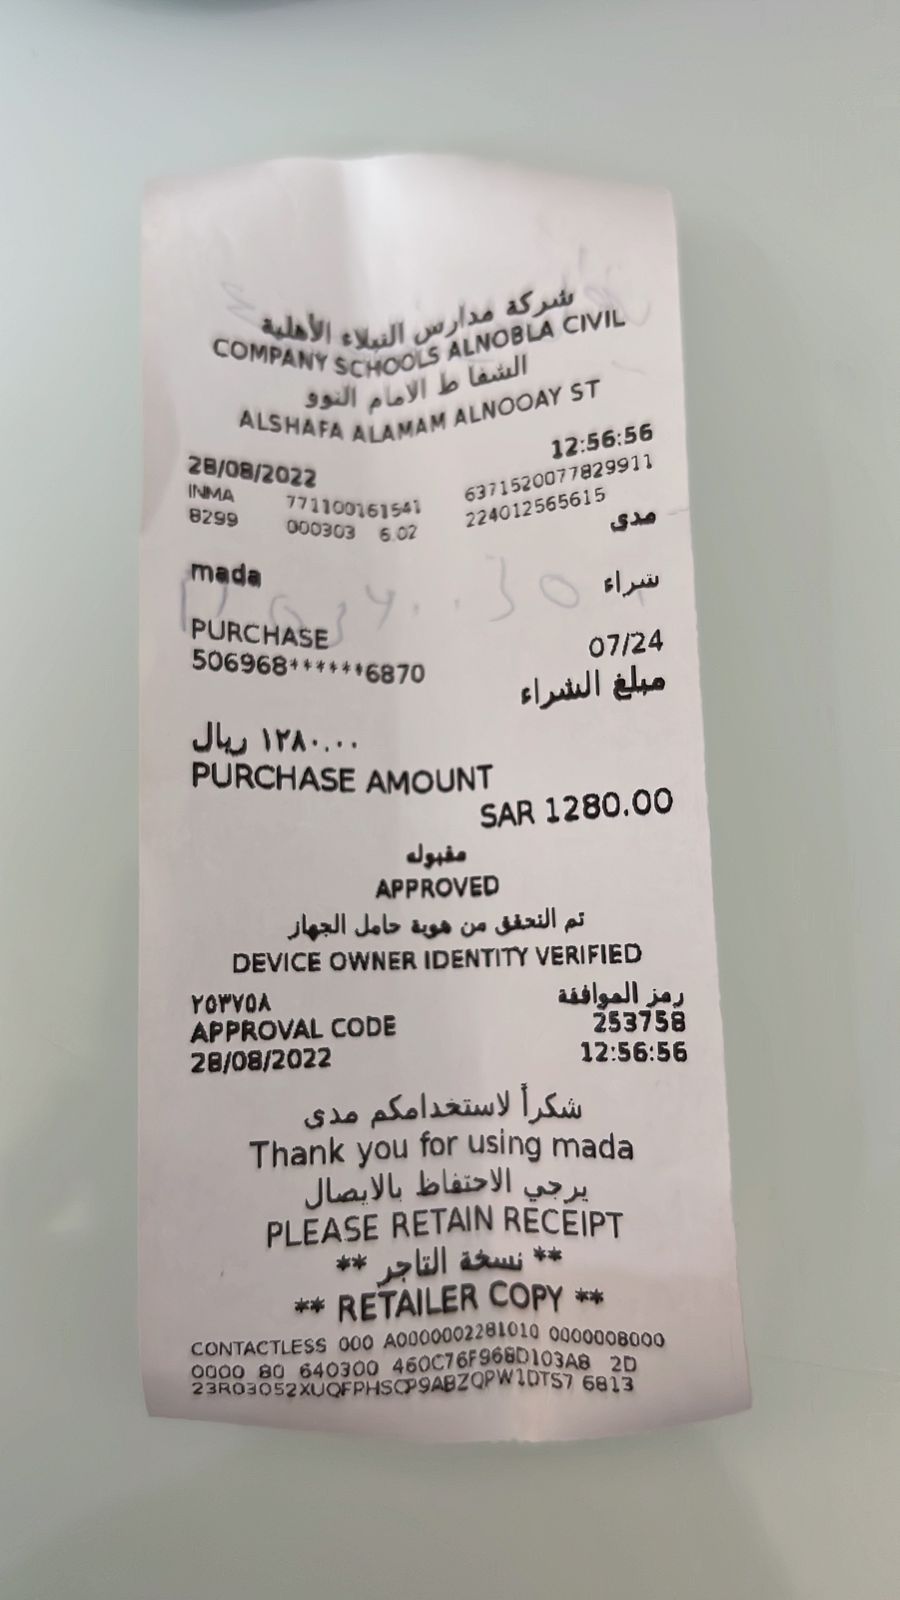 شركة مدارس النبلاء الأهلية
COMPANY SCHOOLS ALNOBLA CIVIL
الشفا ط الامام النوو
ALSHAFA ALAMAM ALNOOAY ST
28/08/2022 12:56:56
INMA 771100161541 6371520077829911
8299 000303 6.02 224012565615
mada مدى
PURCHASE شراء
506968******6870 07/24
مبلغ الشراء
١٢٨٠.٠٠ ريال
PURCHASE AMOUNT
SAR 1280.00
مقبوله
APPROVED
تم التحقق من هوية حامل الجهاز
DEVICE OWNER IDENTITY VERIFIED
٢٥٣٧٥٨ رمز الموافقة
APPROVAL CODE 253758
28/08/2022 12:56:56
شكراً لاستخدامكم مدى
Thank you for using mada
يرجي الاحتفاظ بالايصال
PLEASE RETAIN RECEIPT
** نسخة التاجر **
** RETAILER COPY **
CONTACTLESS 000 A0000002281010 0000008000
0000 80 640300 460C76F968D103A8 2D
23R03052XUQFPHSCP9ABZQPW1DTS7 6813